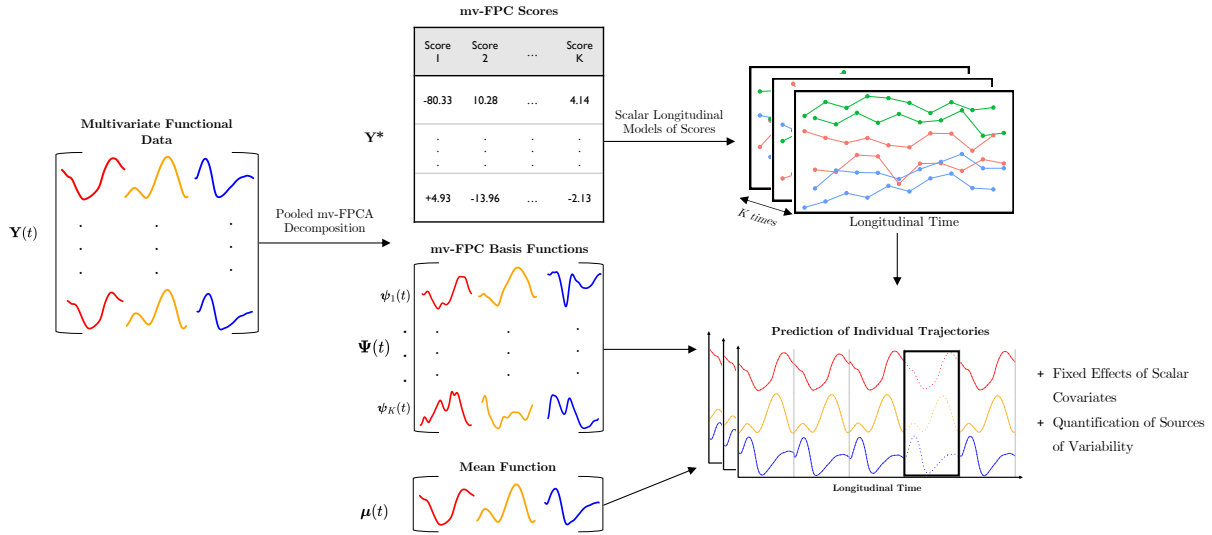 mv-FPC Scores
Score 1
Score 2
...
Score K
-80.33
10.28
...
4.14
Y*
+4.93
-13.96
...
-2.13
Multivariate Functional
Data
Y(t)
Pooled mv-FPCA
Decomposition
Scalar Longitudinal
Models of Scores
K times
Longitudinal Time
mv-FPC Basis Functions
ψ₁(t)
Ψ(t)
ψ_K(t)
Mean Function
μ(t)
Prediction of Individual Trajectories
Longitudinal Time
+ Fixed Effects of Scalar
Covariates
+ Quantification of Sources
of Variability